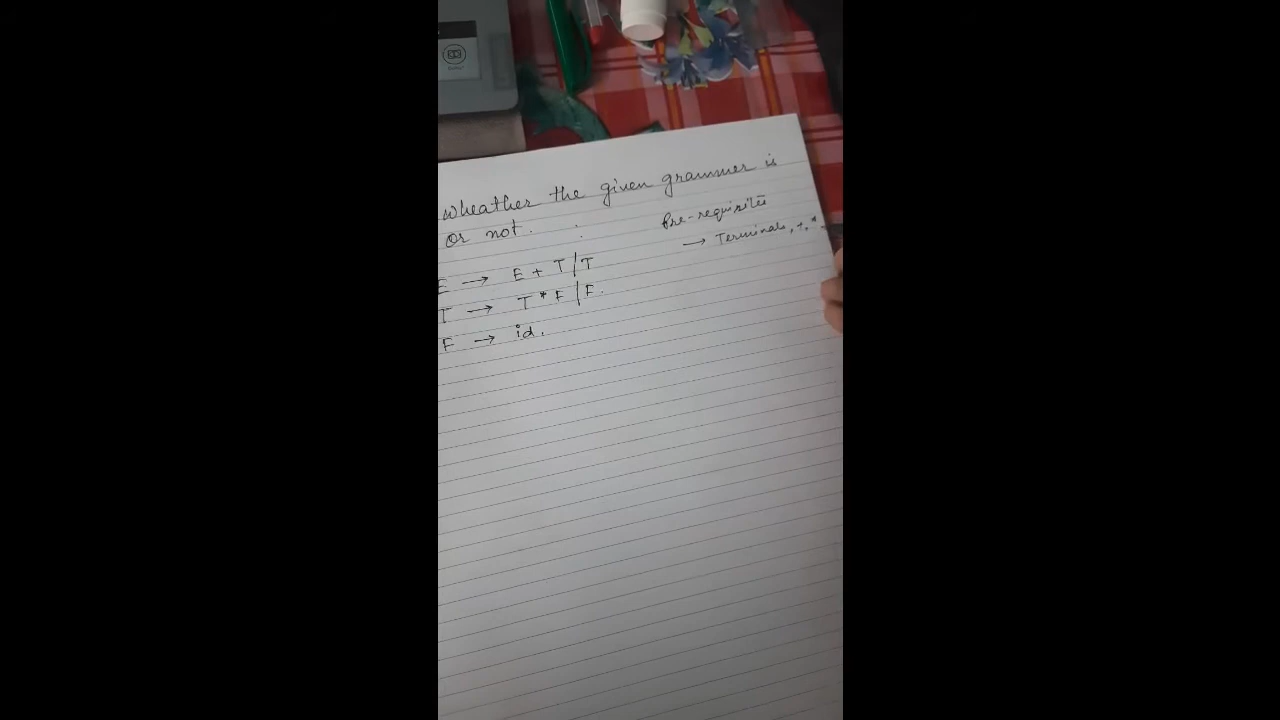 wheather the given grammer is
or not.
Pre-requisites
→ Terminals, +, *
E → E + T / T
T → T * F / F.
F → id.